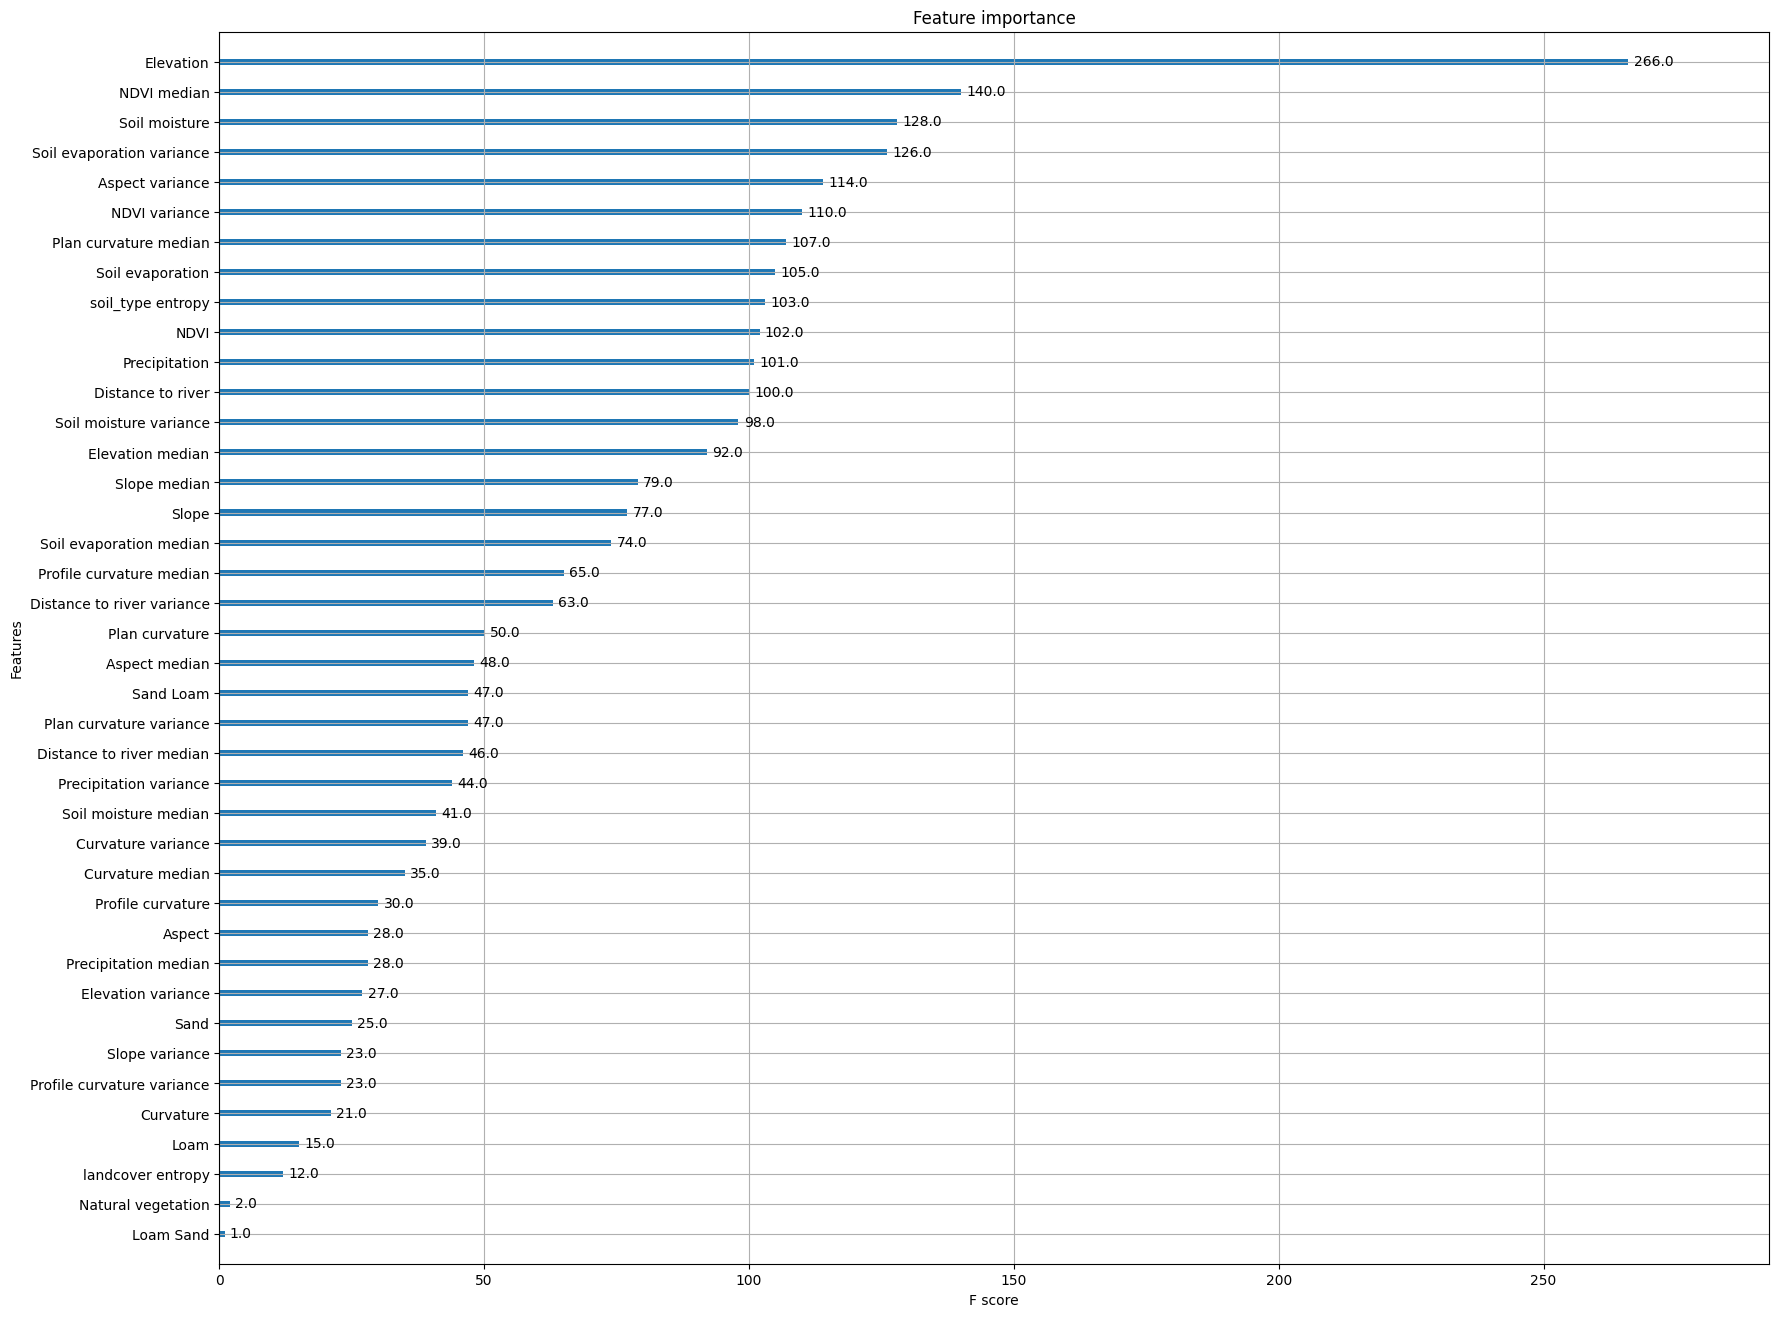 Feature importance
Elevation 266.0
NDVI median 140.0
Soil moisture 128.0
Soil evaporation variance 126.0
Aspect variance 114.0
NDVI variance 110.0
Plan curvature median 107.0
Soil evaporation 105.0
soil_type entropy 103.0
NDVI 102.0
Precipitation 101.0
Distance to river 100.0
Soil moisture variance 98.0
Elevation median 92.0
Slope median 79.0
Slope 77.0
Soil evaporation median 74.0
Profile curvature median 65.0
Distance to river variance 63.0
Plan curvature 50.0
Aspect median 48.0
Sand Loam 47.0
Plan curvature variance 47.0
Distance to river median 46.0
Precipitation variance 44.0
Soil moisture median 41.0
Curvature variance 39.0
Curvature median 35.0
Profile curvature 30.0
Aspect 28.0
Precipitation median 28.0
Elevation variance 27.0
Sand 25.0
Slope variance 23.0
Profile curvature variance 23.0
Curvature 21.0
Loam 15.0
landcover entropy 12.0
Natural vegetation 2.0
Loam Sand 1.0
0 50 100 150 200 250
F score
Features